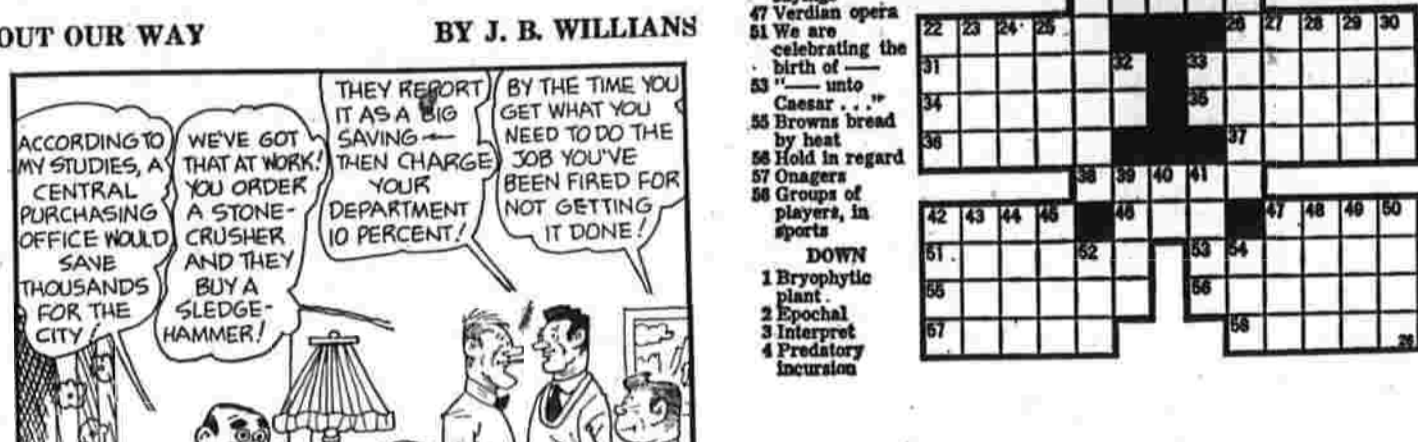 OUT OUR WAY
BY J. B. WILLIANS
ACCORDING TO
MY STUDIES, A
CENTRAL
PURCHASING
OFFICE WOULD
SAVE
THOUSANDS
FOR THE
CITY!
WE'VE GOT
THAT AT WORK!
YOU ORDER
A STONE-
CRUSHER
AND THEY
BUY A
SLEDGE-
HAMMER!
THEY REPORT
IT AS A BIG
SAVING —
THEN CHARGE
YOUR
DEPARTMENT
10 PERCENT!
BY THE TIME YOU
GET WHAT YOU
NEED TO DO THE
JOB YOU'VE
BEEN FIRED FOR
NOT GETTING
IT DONE!
47 Verdian opera
51 We are
celebrating the
birth of ——
53 "—— unto
Caesar . . ."
55 Browns bread
by heat
56 Hold in regard
57 Onagers
58 Groups of
players, in
sports
DOWN
1 Bryophytic
plant.
2 Epochal
3 Interpret
4 Predatory
incursion
22 23 24 25 26 27 28 29 30
31 32 33
34 35
36 37
38 39 40 41
42 43 44 45 46 47 48 49 50
51 52 53 54
55 56
57 58
26